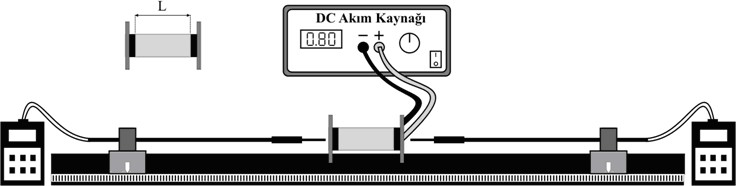 L
DC Akım Kaynağı
0.80
− +